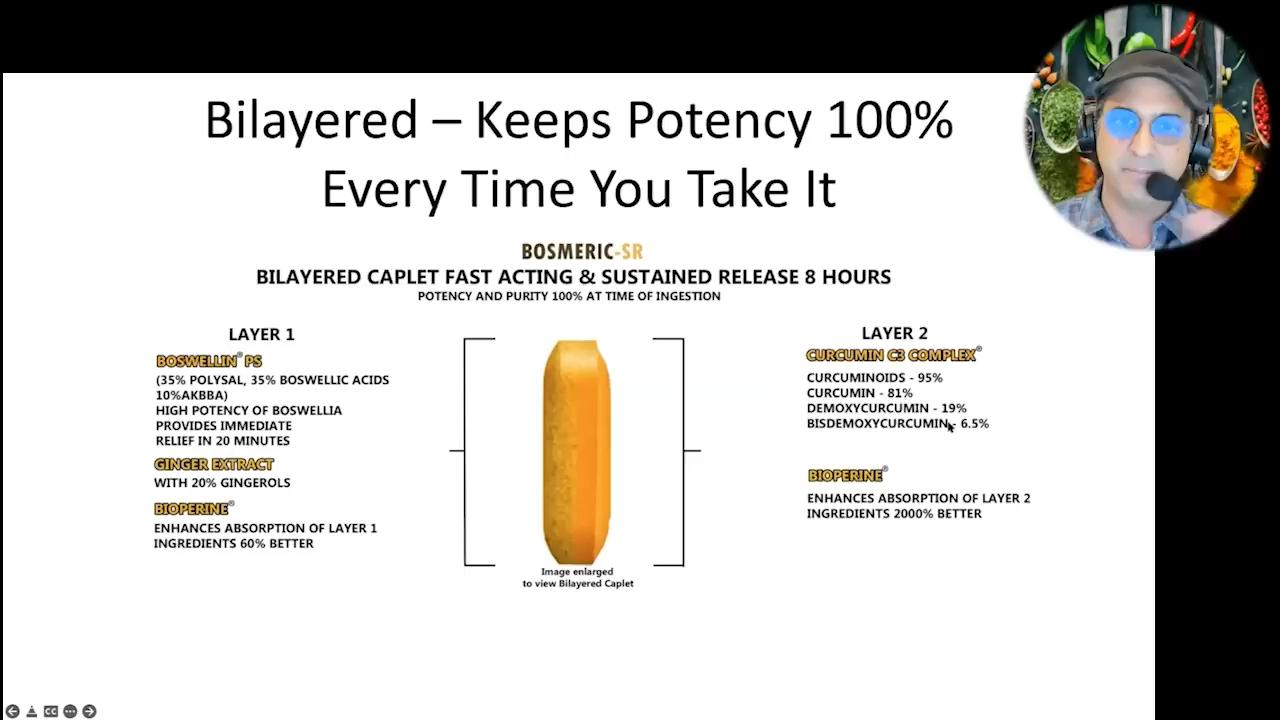 Bilayered – Keeps Potency 100%
Every Time You Take It
BOSMERIC-SR
BILAYERED CAPLET FAST ACTING & SUSTAINED RELEASE 8 HOURS
POTENCY AND PURITY 100% AT TIME OF INGESTION
LAYER 1
BOSWELLIN® PS
(35% POLYSAL, 35% BOSWELLIC ACIDS
10%AKBBA)
HIGH POTENCY OF BOSWELLIA
PROVIDES IMMEDIATE
RELIEF IN 20 MINUTES
GINGER EXTRACT
WITH 20% GINGEROLS
BIOPERINE®
ENHANCES ABSORPTION OF LAYER 1
INGREDIENTS 60% BETTER
Image enlarged
to view Bilayered Caplet
LAYER 2
CURCUMIN C3 COMPLEX®
CURCUMINOIDS - 95%
CURCUMIN - 81%
DEMOXYCURCUMIN - 19%
BISDEMOXYCURCUMIN - 6.5%
BIOPERINE®
ENHANCES ABSORPTION OF LAYER 2
INGREDIENTS 2000% BETTER
CC